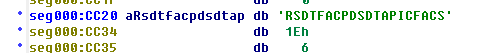 seg000:CC20 aRsdtfacpdsdtap db 'RSDTFACPDSDTAPICFACS'
seg000:CC34 db 1Eh
seg000:CC35 db 6